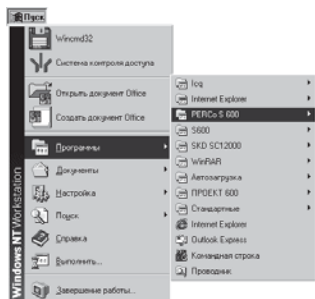 Пуск
Wincmd32
Система контроля доступа
Открыть документ Office
Создать документ Office
Программы
Документы
Настройка
Поиск
Справка
Выполнить...
Завершение работы...
Windows NT Workstation
Icq
Internet Explorer
PERCo S 600
S600
SKD SC12000
WinRAR
Автозагрузка
ПРОЕКТ 600
Стандартные
Internet Explorer
Outlook Express
Командная строка
Проводник